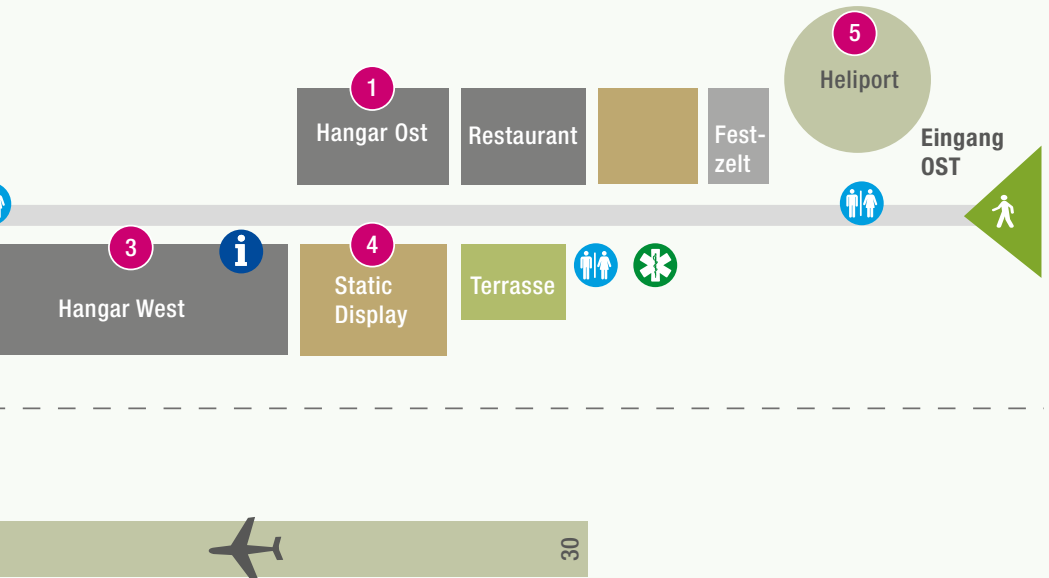 5
Heliport
1
Hangar Ost
Restaurant
Fest-
zelt
Eingang
OST
3
i
4
Hangar West
Static
Display
Terrasse
30